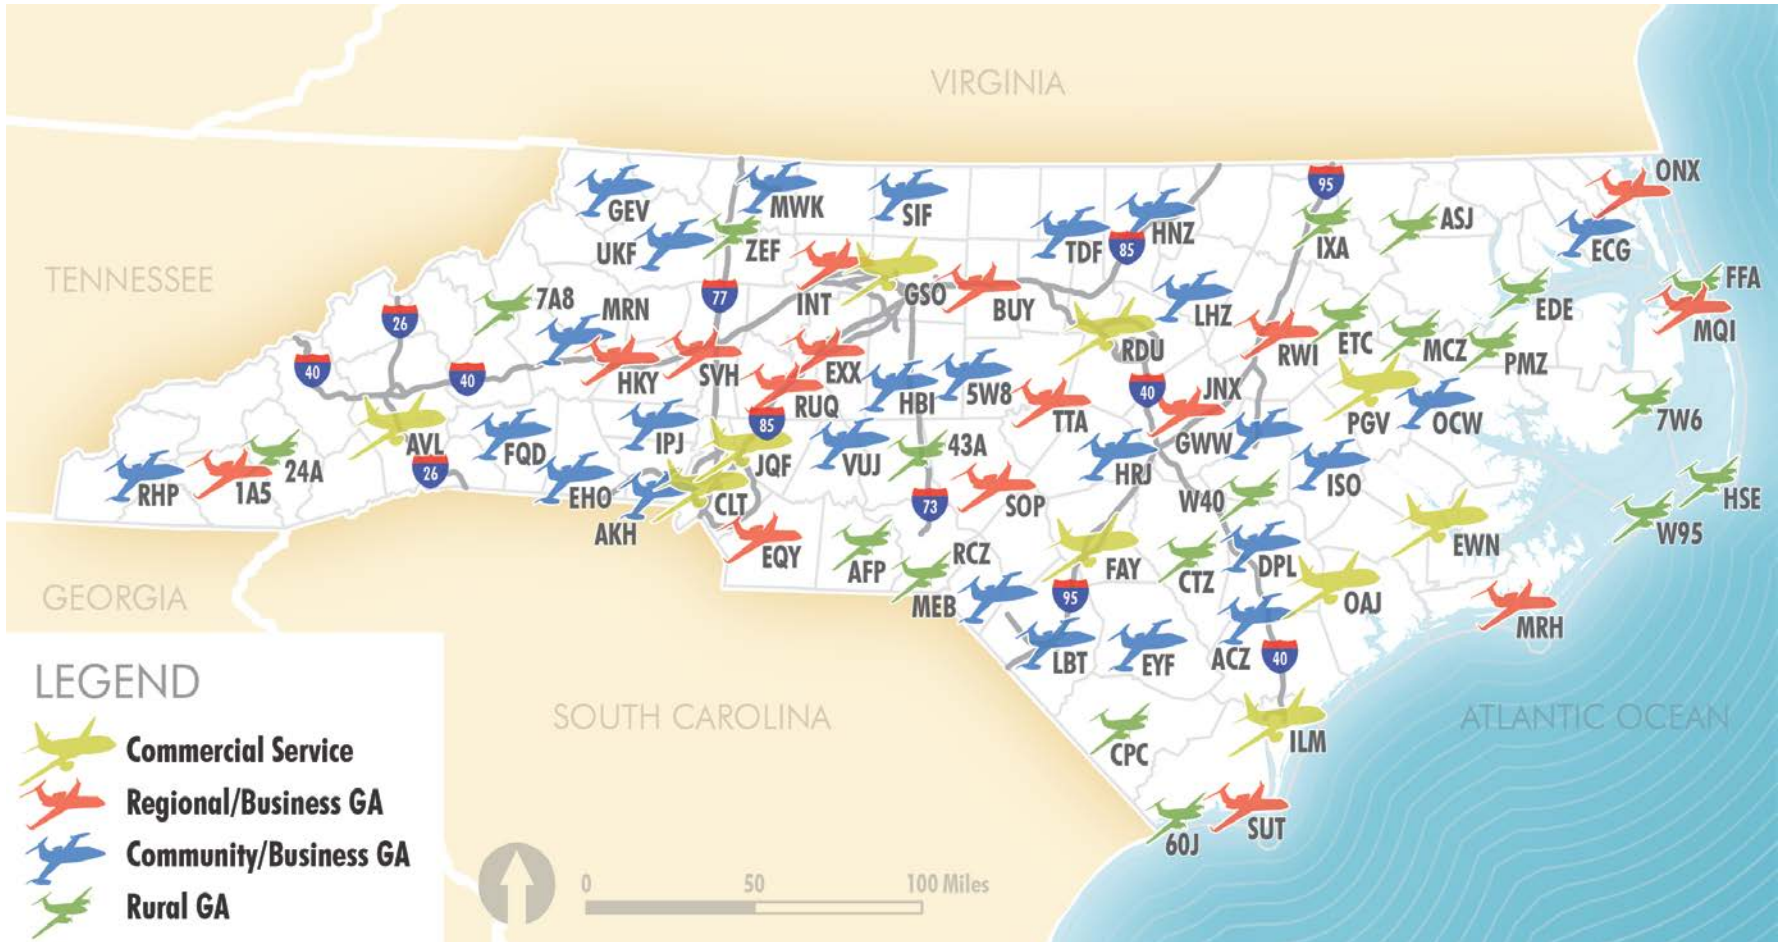 VIRGINIA
ONX
95
GEV
MWK
SIF
ASJ
HNZ
IXA
UKF
ZEF
TDF
85
ECG
TENNESSEE
FFA
7A8
77
INT
GSO
BUY
EDE
MRN
LHZ
MQI
26
RDU
RWI
ETC
MCZ
PMZ
40
40
HKY
SVH
EXX
5W8
JNX
40
RUQ
HBI
TTA
PGV
OCW
7W6
85
AVL
IPJ
43A
GWW
FQD
VUJ
JQF
HRJ
26
RHP
1A5
24A
EHO
ISO
HSE
CLT
73
SOP
W40
AKH
W95
EQY
RCZ
EWN
AFP
FAY
CTZ
DPL
GEORGIA
MEB
95
OAJ
MRH
LBT
EYF
ACZ
40
LEGEND
SOUTH CAROLINA
ATLANTIC OCEAN
Commercial Service
CPC
ILM
Regional/Business GA
SUT
60J
Community/Business GA
0 50 100 Miles
Rural GA